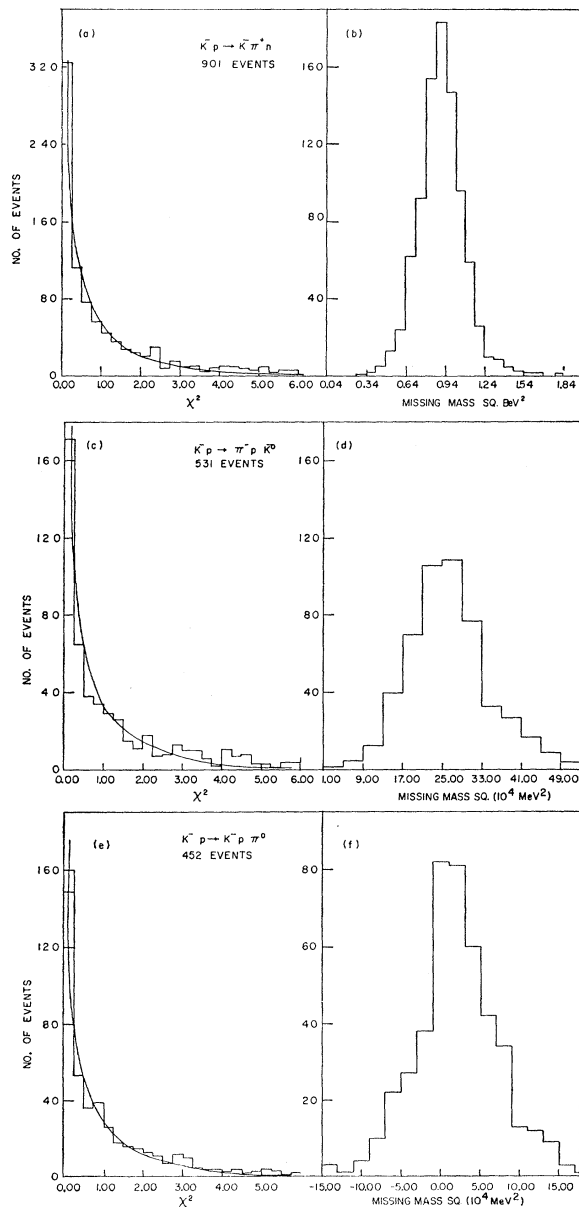 (a)
K⁻ p → K⁻ π⁺ n
901 EVENTS
320
240
160
80
0
NO. OF EVENTS
0.00 1.00 2.00 3.00 4.00 5.00 6.00
χ²
(b)
160
120
80
40
0.04 0.34 0.64 0.94 1.24 1.54 1.84
MISSING MASS SQ. BeV²
(c)
K⁻ p → π⁻ p K̄⁰
531 EVENTS
160
120
80
40
0
NO. OF EVENTS
0.00 1.00 2.00 3.00 4.00 5.00 6.00
χ²
(d)
160
120
80
40
1.00 9.00 17.00 25.00 33.00 41.00 49.00
MISSING MASS SQ. (10⁴ MeV²)
(e)
K⁻ p → K⁻ p π⁰
452 EVENTS
160
120
80
40
0
NO. OF EVENTS
0.00 1.00 2.00 3.00 4.00 5.00
χ²
(f)
80
60
40
20
-15.00 -10.00 -5.00 0.00 5.00 10.00 15.00
MISSING MASS SQ (10⁴ MeV²)